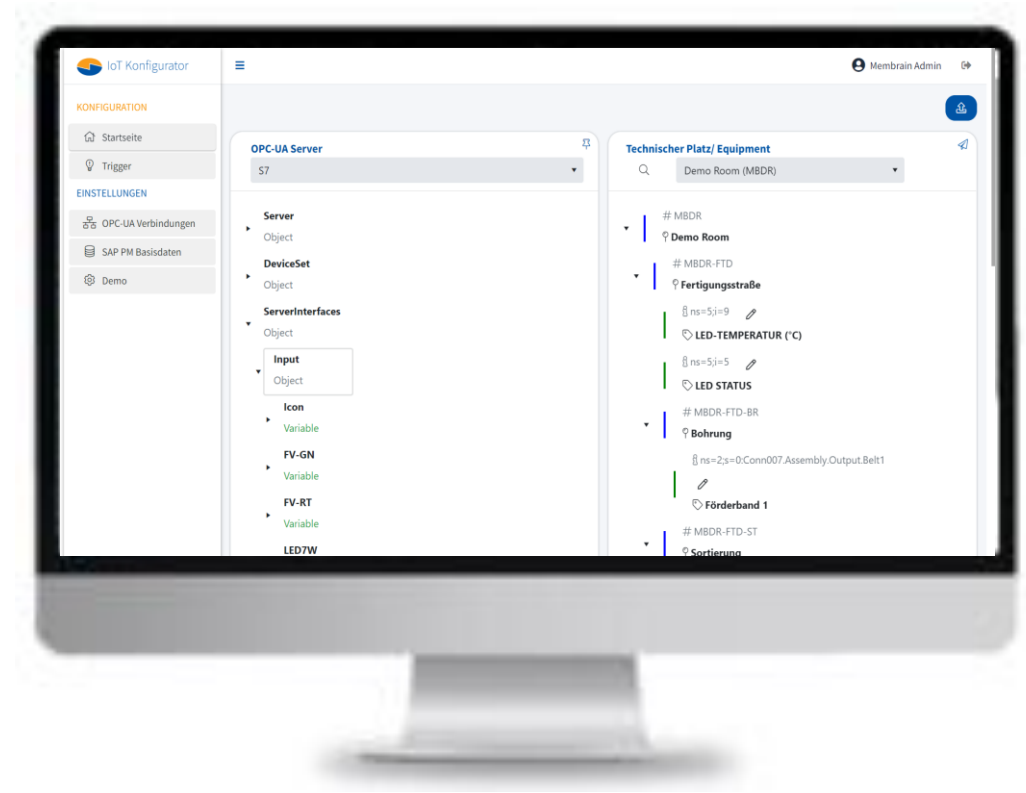 IoT Konfigurator
Membrain Admin
KONFIGURATION
Startseite
Trigger
EINSTELLUNGEN
OPC-UA Verbindungen
SAP PM Basisdaten
Demo
OPC-UA Server
S7
Server
Object
DeviceSet
Object
ServerInterfaces
Object
Input
Object
Icon
Variable
FV-GN
Variable
FV-RT
Variable
LED7W
Technischer Platz/ Equipment
Demo Room (MBDR)
# MBDR
Demo Room
# MBDR-FTD
Fertigungsstraße
ns=5;i=9
LED-TEMPERATUR (°C)
ns=5;i=5
LED STATUS
# MBDR-FTD-BR
Bohrung
ns=2;s=0:Conn007.Assembly.Output.Belt1
Förderband 1
# MBDR-FTD-ST
Sortierung